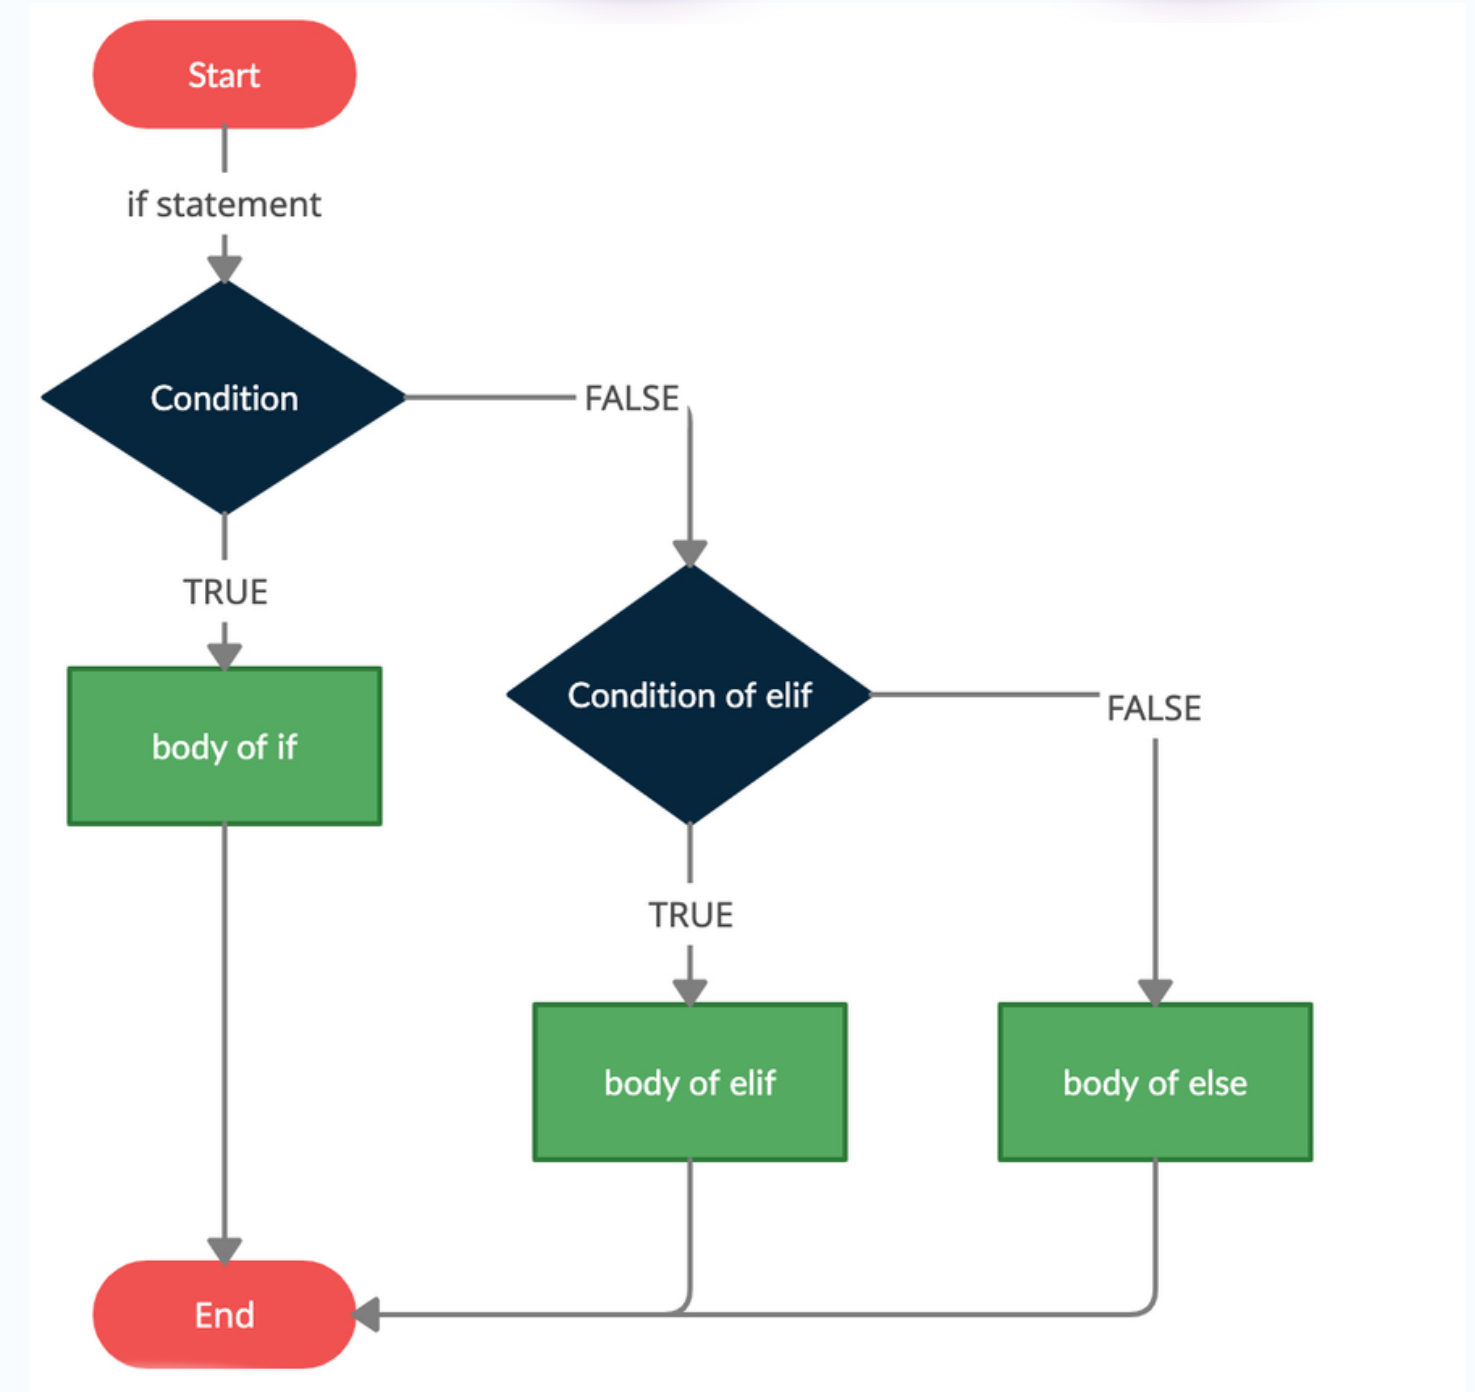 Start
if statement
Condition
FALSE
TRUE
body of if
Condition of elif
FALSE
TRUE
body of elif
body of else
End